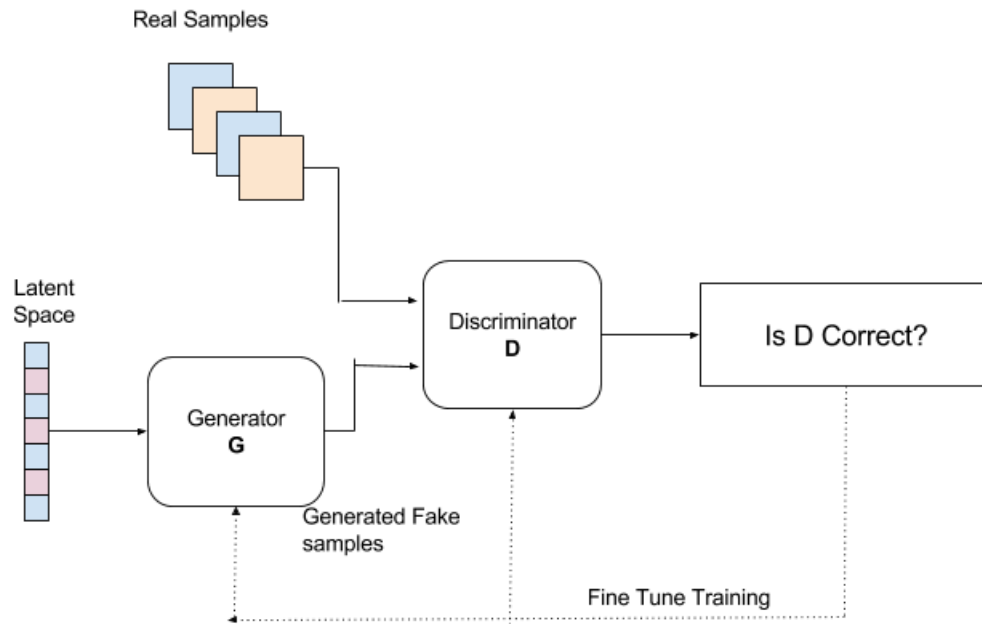 Real Samples
Latent
Space
Discriminator
D
Is D Correct?
Generator
G
Generated Fake
samples
Fine Tune Training